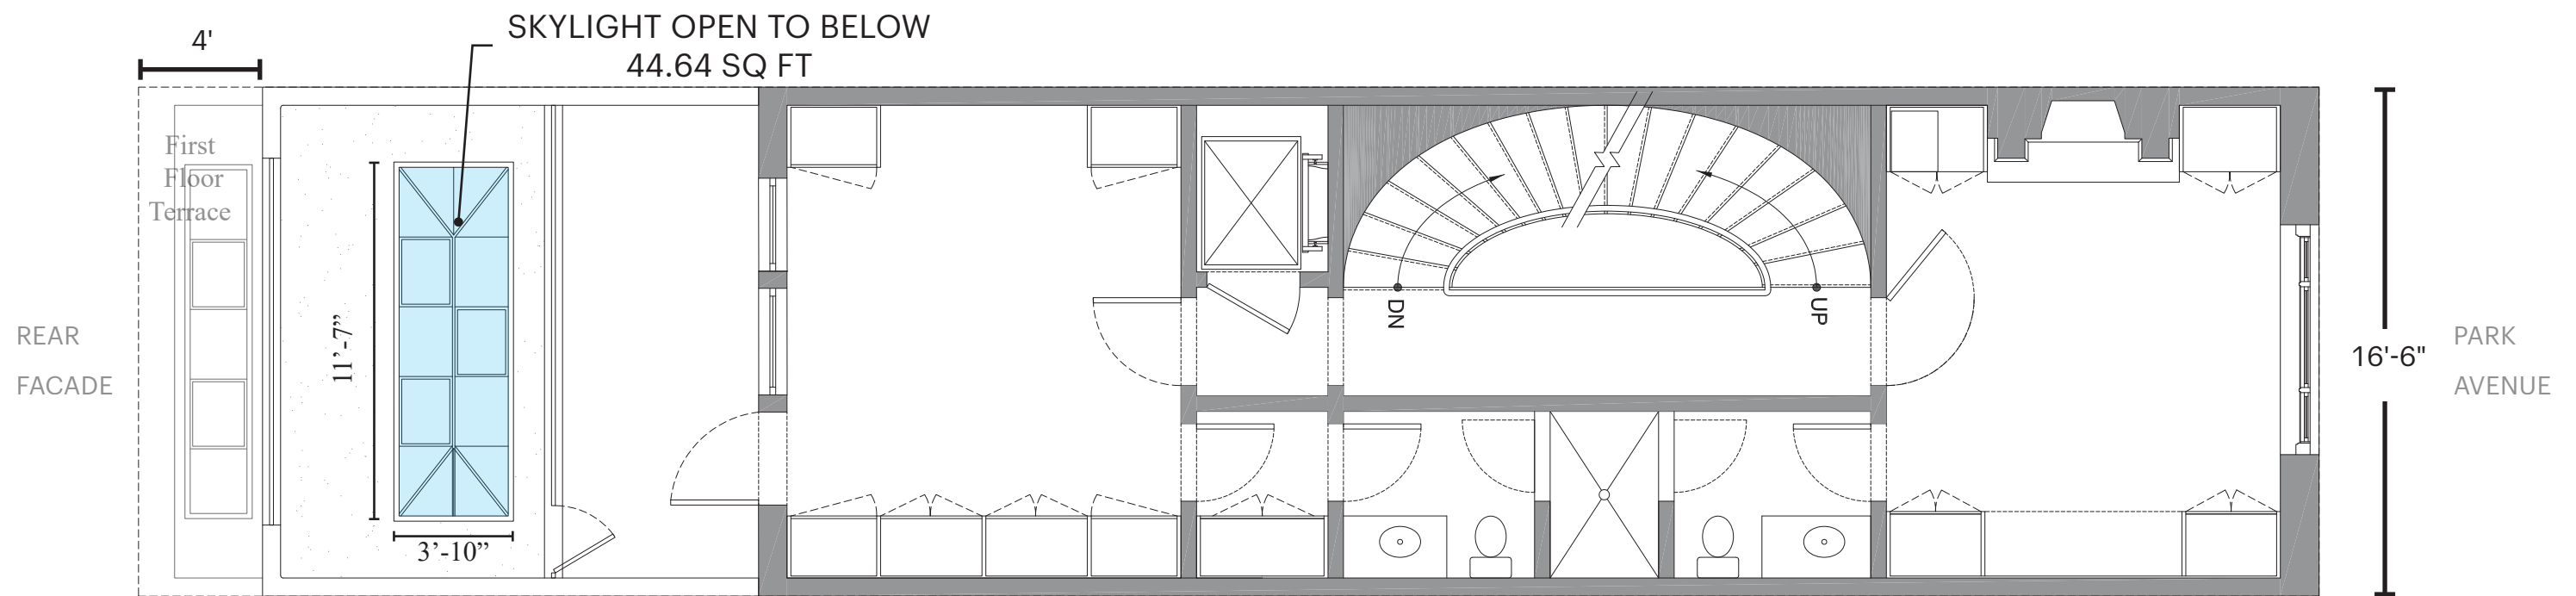 SKYLIGHT OPEN TO BELOW
44.64 SQ FT
4'
First
Floor
Terrace
11’-7”
3’-10”
REAR
FACADE
DN
UP
16'-6"
PARK
AVENUE